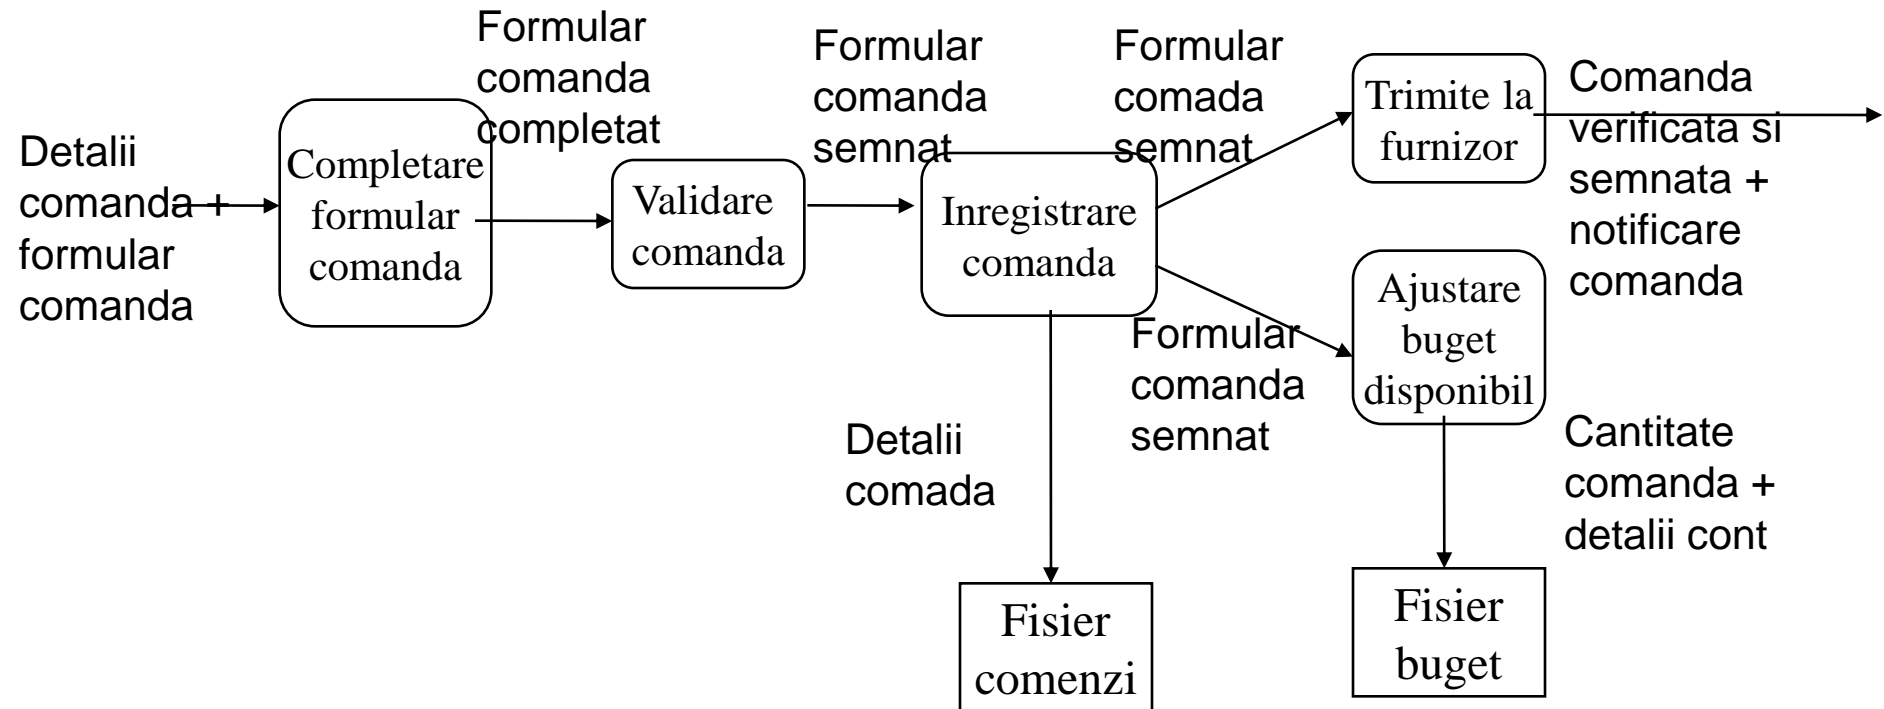 Detalii
comanda +
formular
comanda
Completare
formular
comanda
Formular
comanda
completat
Validare
comanda
Formular
comanda
semnat
Inregistrare
comanda
Formular
comada
semnat
Trimite la
furnizor
Comanda
verificata si
semnata +
notificare
comanda
Formular
comanda
semnat
Ajustare
buget
disponibil
Detalii
comada
Cantitate
comanda +
detalii cont
Fisier
comenzi
Fisier
buget